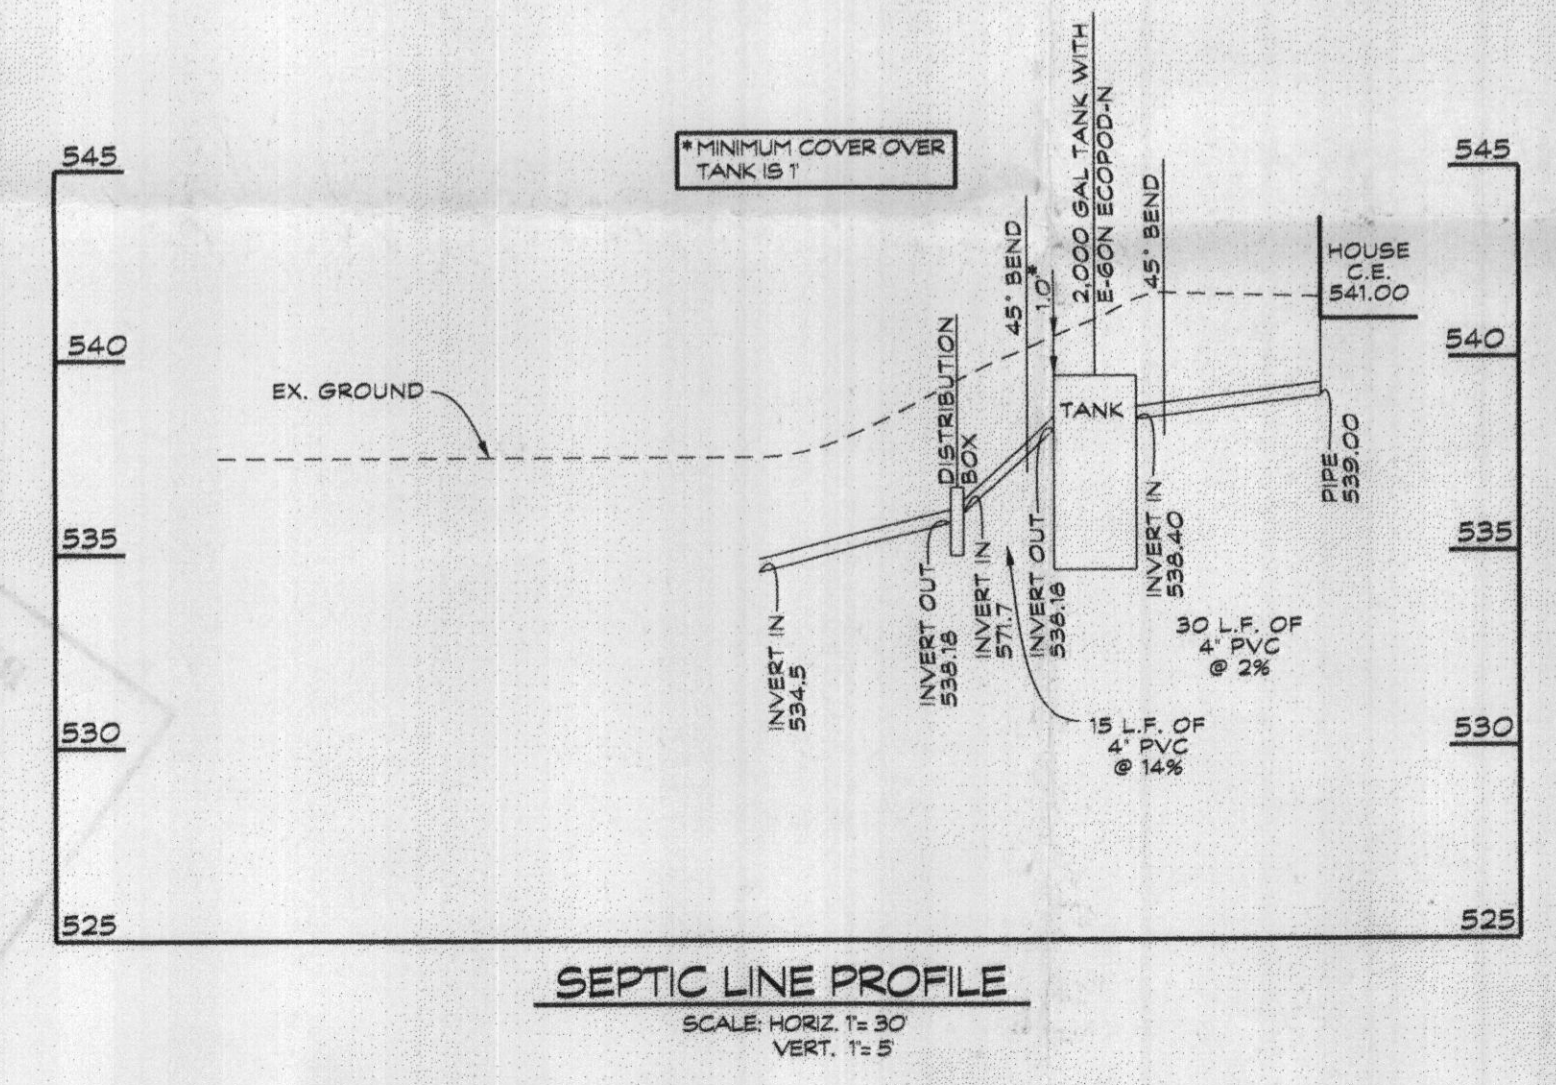 545
540
535
530
525
* MINIMUM COVER OVER
TANK IS 1'
EX. GROUND
DISTRIBUTION
BOX
45° BEND
1.0' *
2,000 GAL TANK WITH
E-60N ECOPOD-N
45° BEND
HOUSE
C.E.
541.00
TANK
PIPE
539.00
INVERT IN
534.5
INVERT OUT
538.18
INVERT IN
571.7
INVERT OUT
538.18
INVERT IN
538.40
30 L.F. OF
4" PVC
@ 2%
15 L.F. OF
4" PVC
@ 14%
545
540
535
530
525
SEPTIC LINE PROFILE
SCALE: HORIZ. 1"= 30'
VERT. 1"= 5'